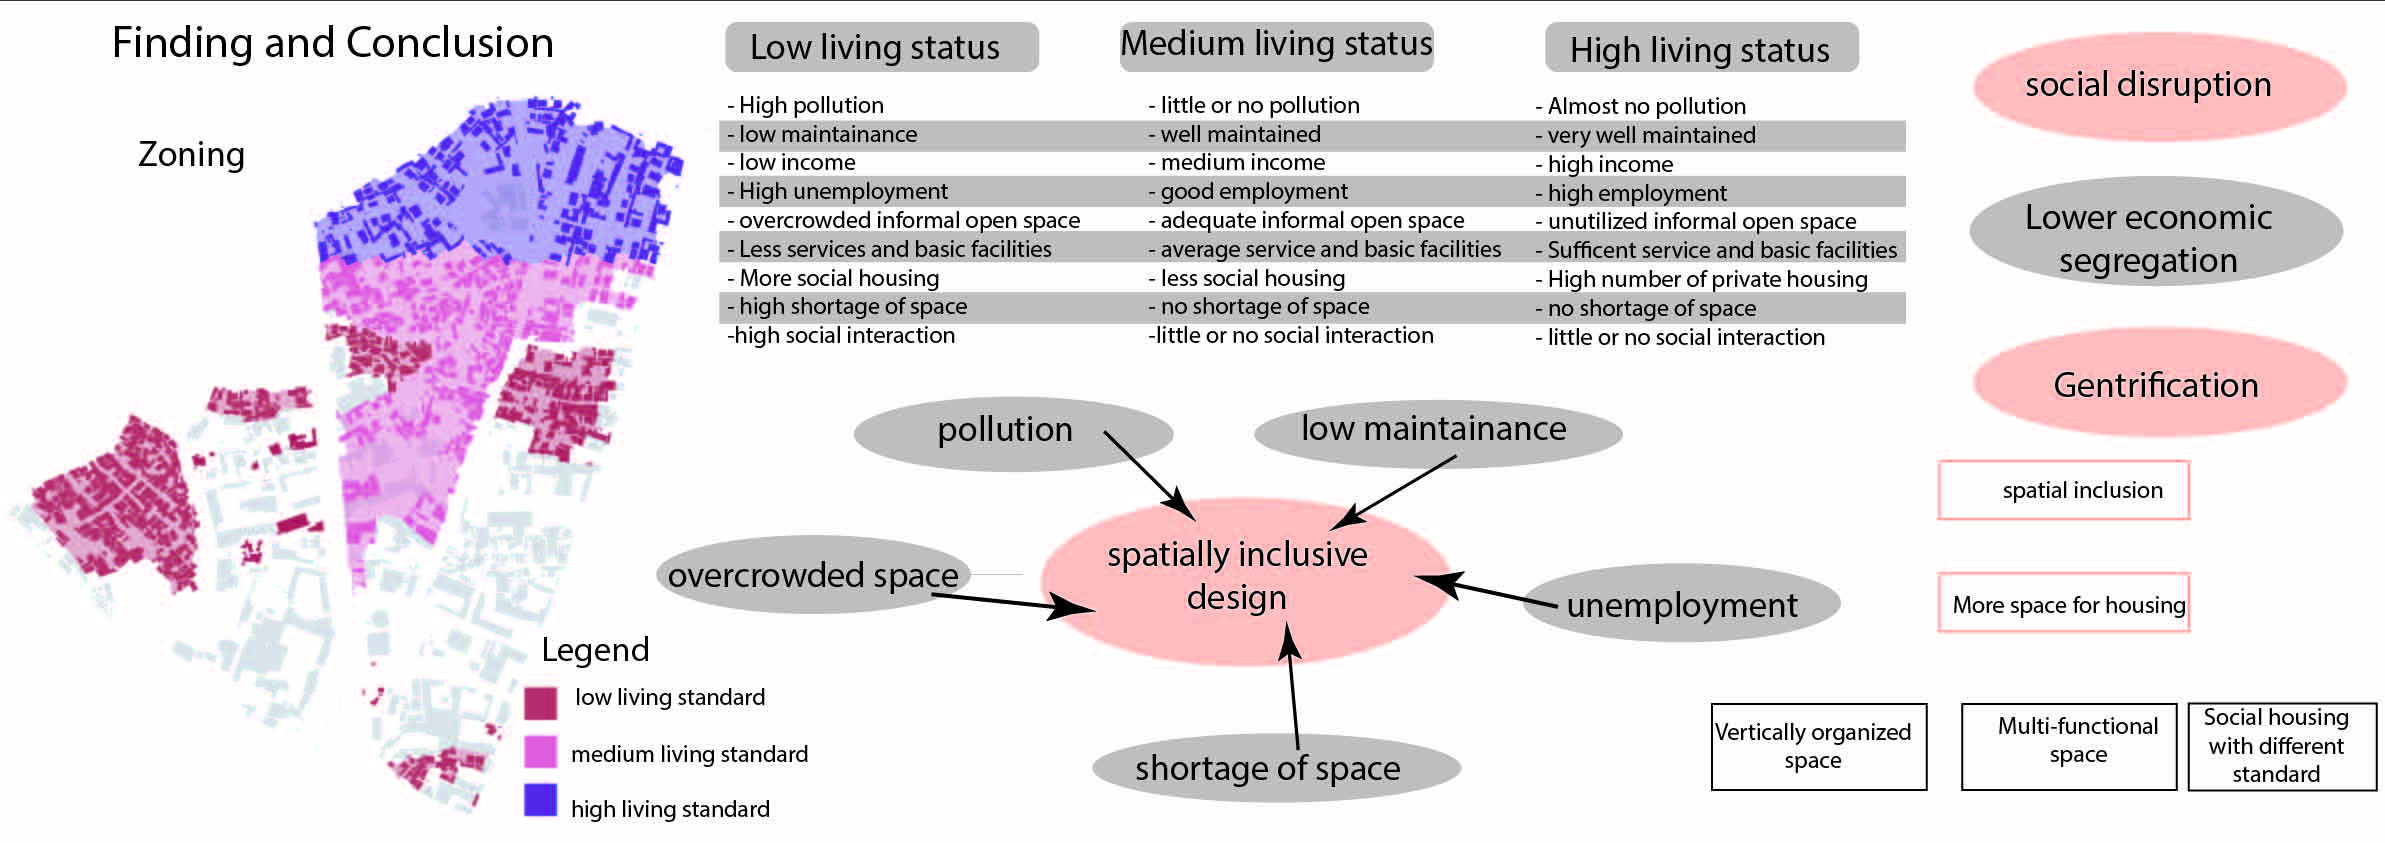 Finding and Conclusion
Zoning
Low living status
- High pollution
- low maintainance
- low income
- High unemployment
- overcrowded informal open space
- Less services and basic facilities
- More social housing
- high shortage of space
-high social interaction
Medium living status
- little or no pollution
- well maintained
- medium income
- good employment
- adequate informal open space
- average service and basic facilities
- less social housing
- no shortage of space
-little or no social interaction
High living status
- Almost no pollution
- very well maintained
- high income
- high employment
- unutilized informal open space
- Sufficent service and basic facilities
- High number of private housing
- no shortage of space
- little or no social interaction
social disruption
Lower economic
segregation
Gentrification
spatial inclusion
More space for housing
pollution
low maintainance
overcrowded space
spatially inclusive
design
unemployment
shortage of space
Legend
low living standard
medium living standard
high living standard
Vertically organized
space
Multi-functional
space
Social housing
with different
standard